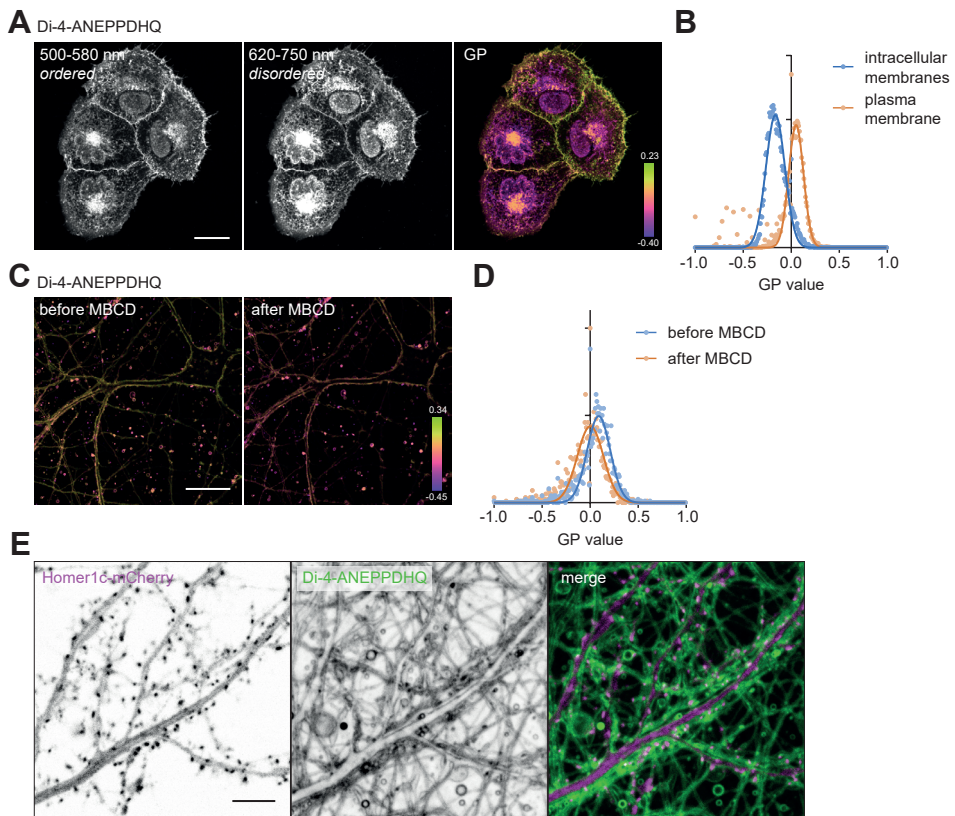 A
Di-4-ANEPPDHQ
500-580 nm
ordered
620-750 nm
disordered
GP
0.23
-0.40
B
intracellular
membranes
plasma
membrane
-1.0 -0.5 0.0 0.5 1.0
GP value
C
Di-4-ANEPPDHQ
before MBCD
after MBCD
0.34
-0.45
D
before MBCD
after MBCD
-1.0 -0.5 0.0 0.5 1.0
GP value
E
Homer1c-mCherry
Di-4-ANEPPDHQ
merge